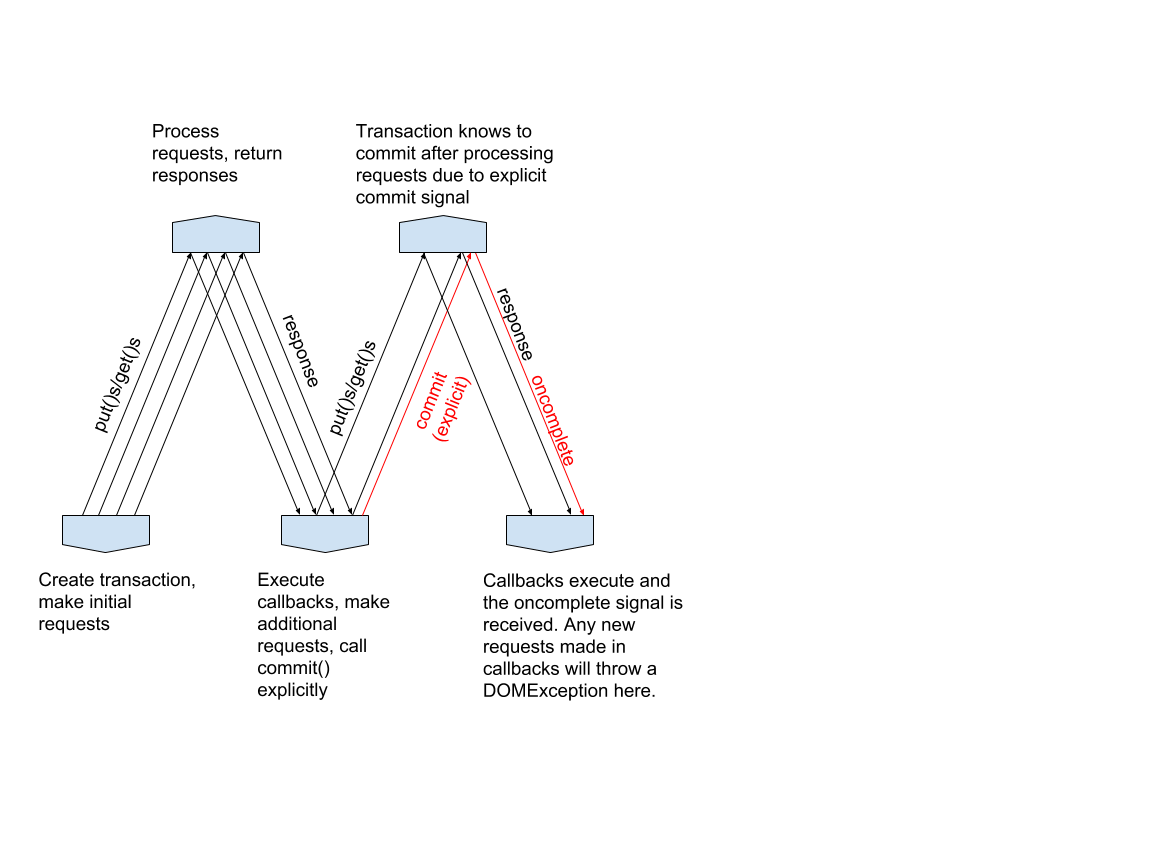 Process
requests, return
responses
Transaction knows to
commit after processing
requests due to explicit
commit signal
put()s/get()s
response
put()s/get()s
commit
(explicit)
response
oncomplete
Create transaction,
make initial
requests
Execute
callbacks, make
additional
requests, call
commit()
explicitly
Callbacks execute and
the oncomplete signal is
received. Any new
requests made in
callbacks will throw a
DOMException here.